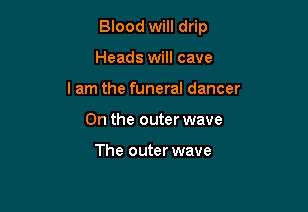 Blood will drip
Heads will cave
I am the funeral dancer
On the outer wave
The outer wave